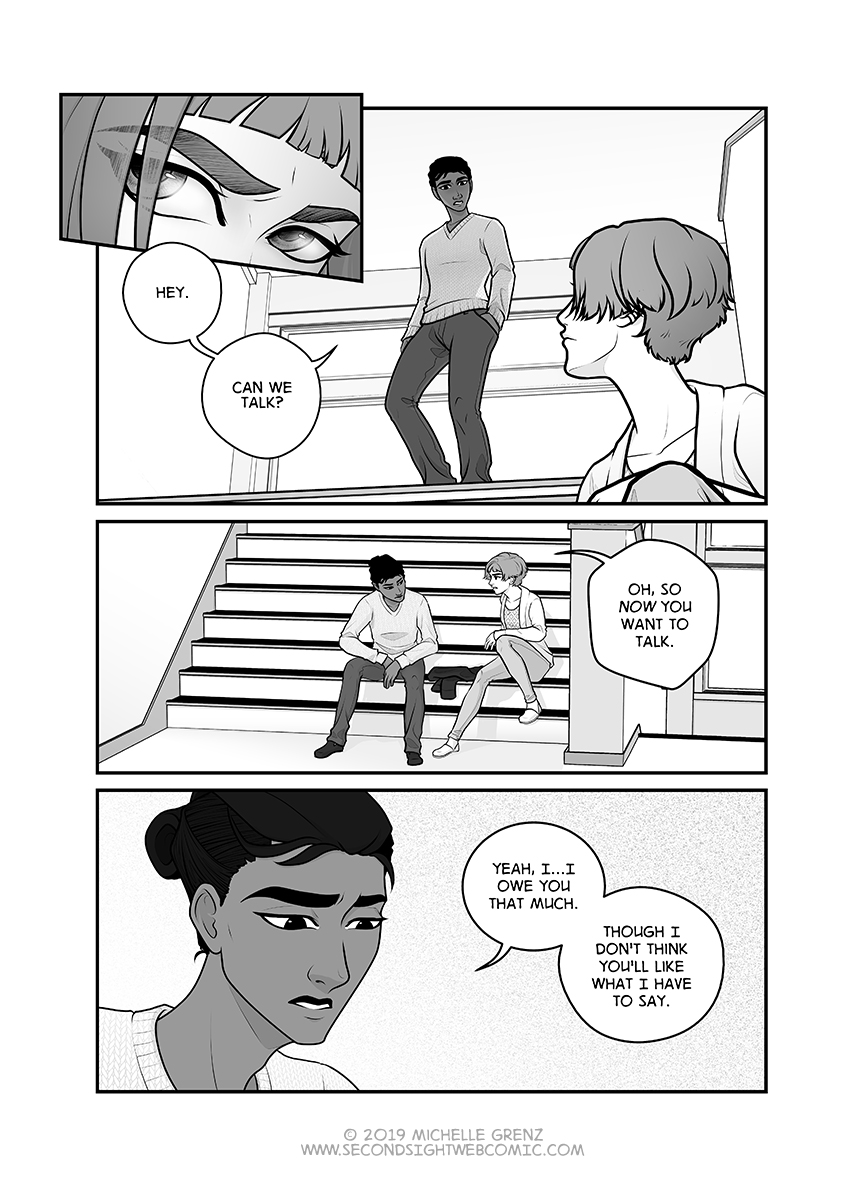 HEY.
CAN WE
TALK?
OH, SO
NOW YOU
WANT TO
TALK.
YEAH, I...I
OWE YOU
THAT MUCH.
THOUGH I
DON'T THINK
YOU'LL LIKE
WHAT I HAVE
TO SAY.
© 2019 MICHELLE GRENZ
WWW.SECONDSIGHTWEBCOMIC.COM